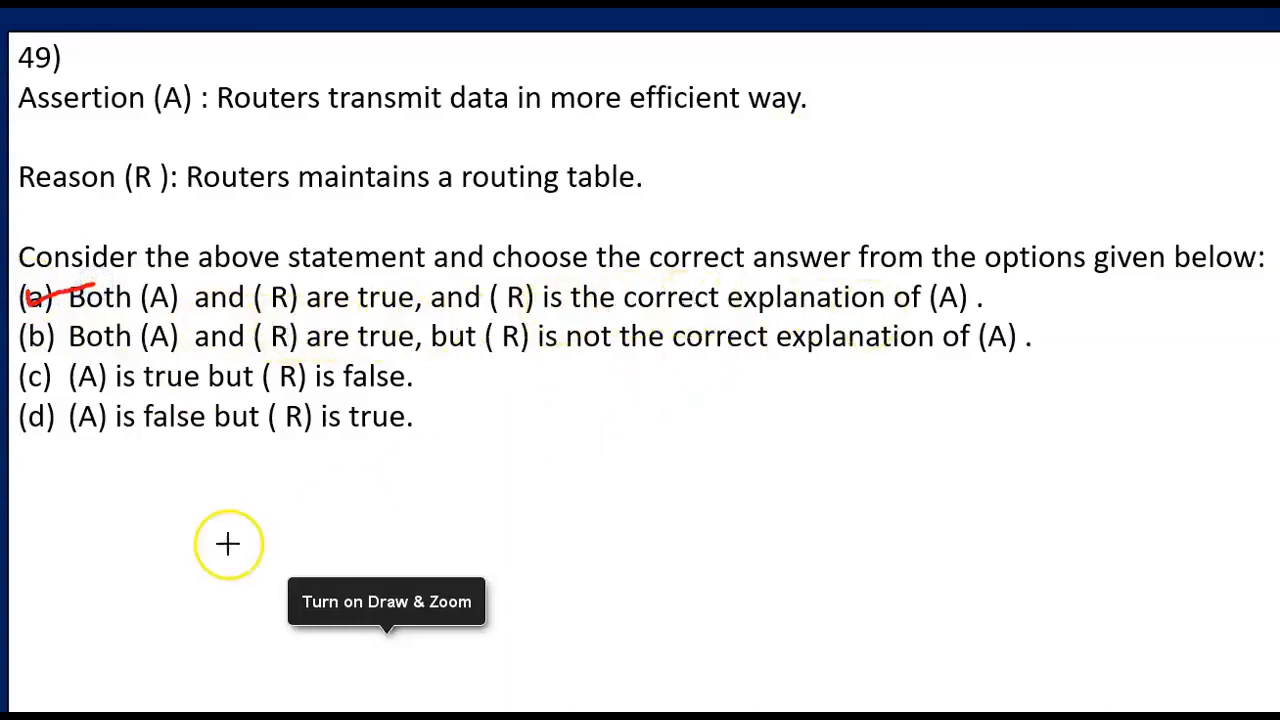 49)
Assertion (A) : Routers transmit data in more efficient way.
Reason (R ): Routers maintains a routing table.
Consider the above statement and choose the correct answer from the options given below:
(a) Both (A) and ( R) are true, and ( R) is the correct explanation of (A) .
(b) Both (A) and ( R) are true, but ( R) is not the correct explanation of (A) .
(c) (A) is true but ( R) is false.
(d) (A) is false but ( R) is true.
Turn on Draw & Zoom